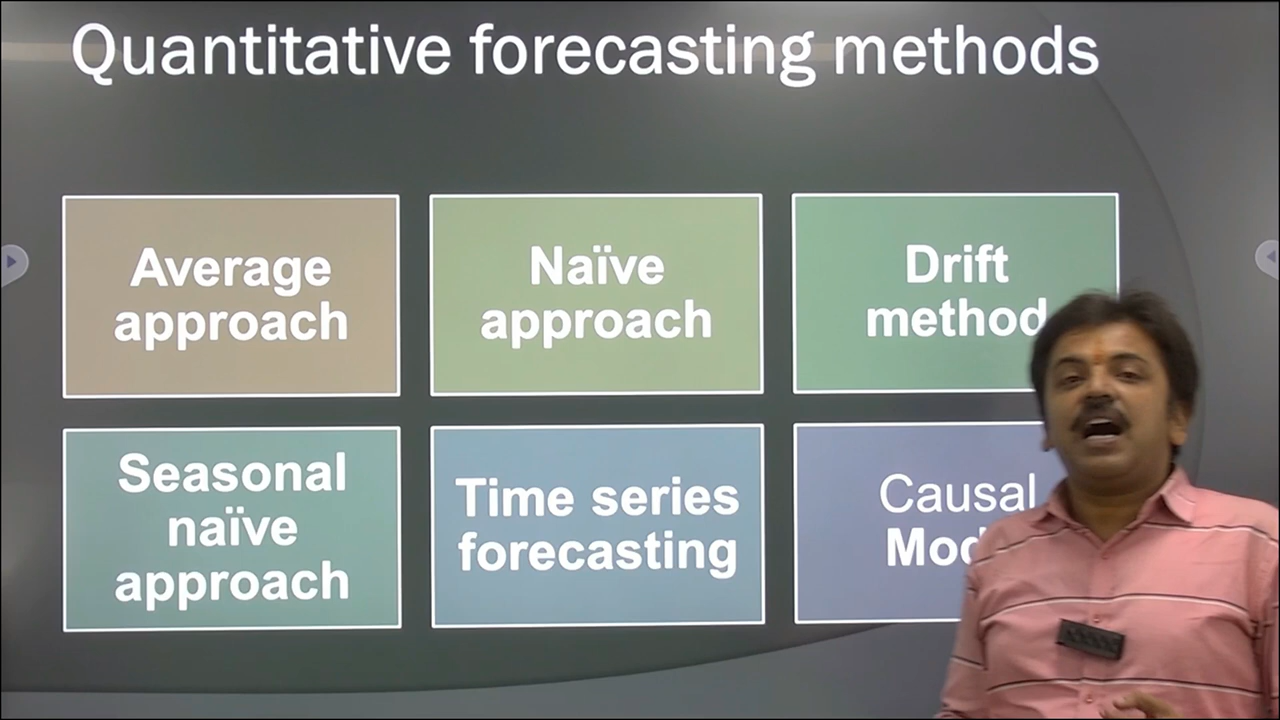 Quantitative forecasting methods
Average
approach
Naïve
approach
Drift
method
Seasonal
naïve
approach
Time series
forecasting
Causal